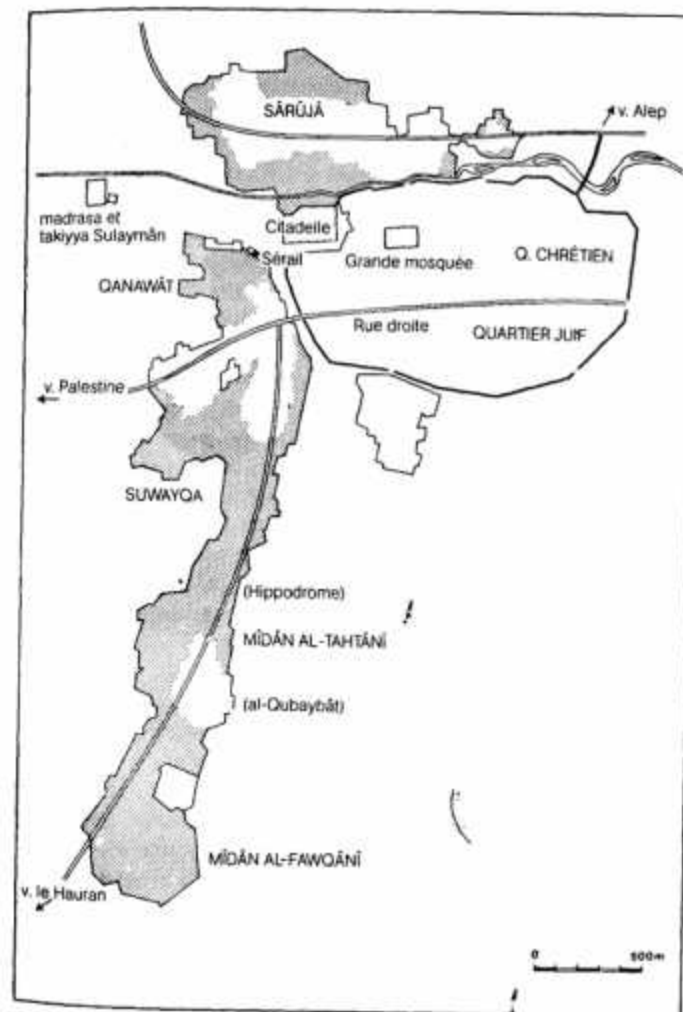 SÂRÛJÂ
v. Alep
madrasa et
takiyya Sulaymân
Citadelle
Sérail
Grande mosquée
Q. CHRÉTIEN
QANAWÂT
Rue droite
QUARTIER JUIF
v. Palestine
SUWAYQA
(Hippodrome)
MÎDÂN AL-TAHTÂNÎ
(al-Qubaybât)
MÎDÂN AL-FAWQÂNÎ
v. le Hauran
0 500m